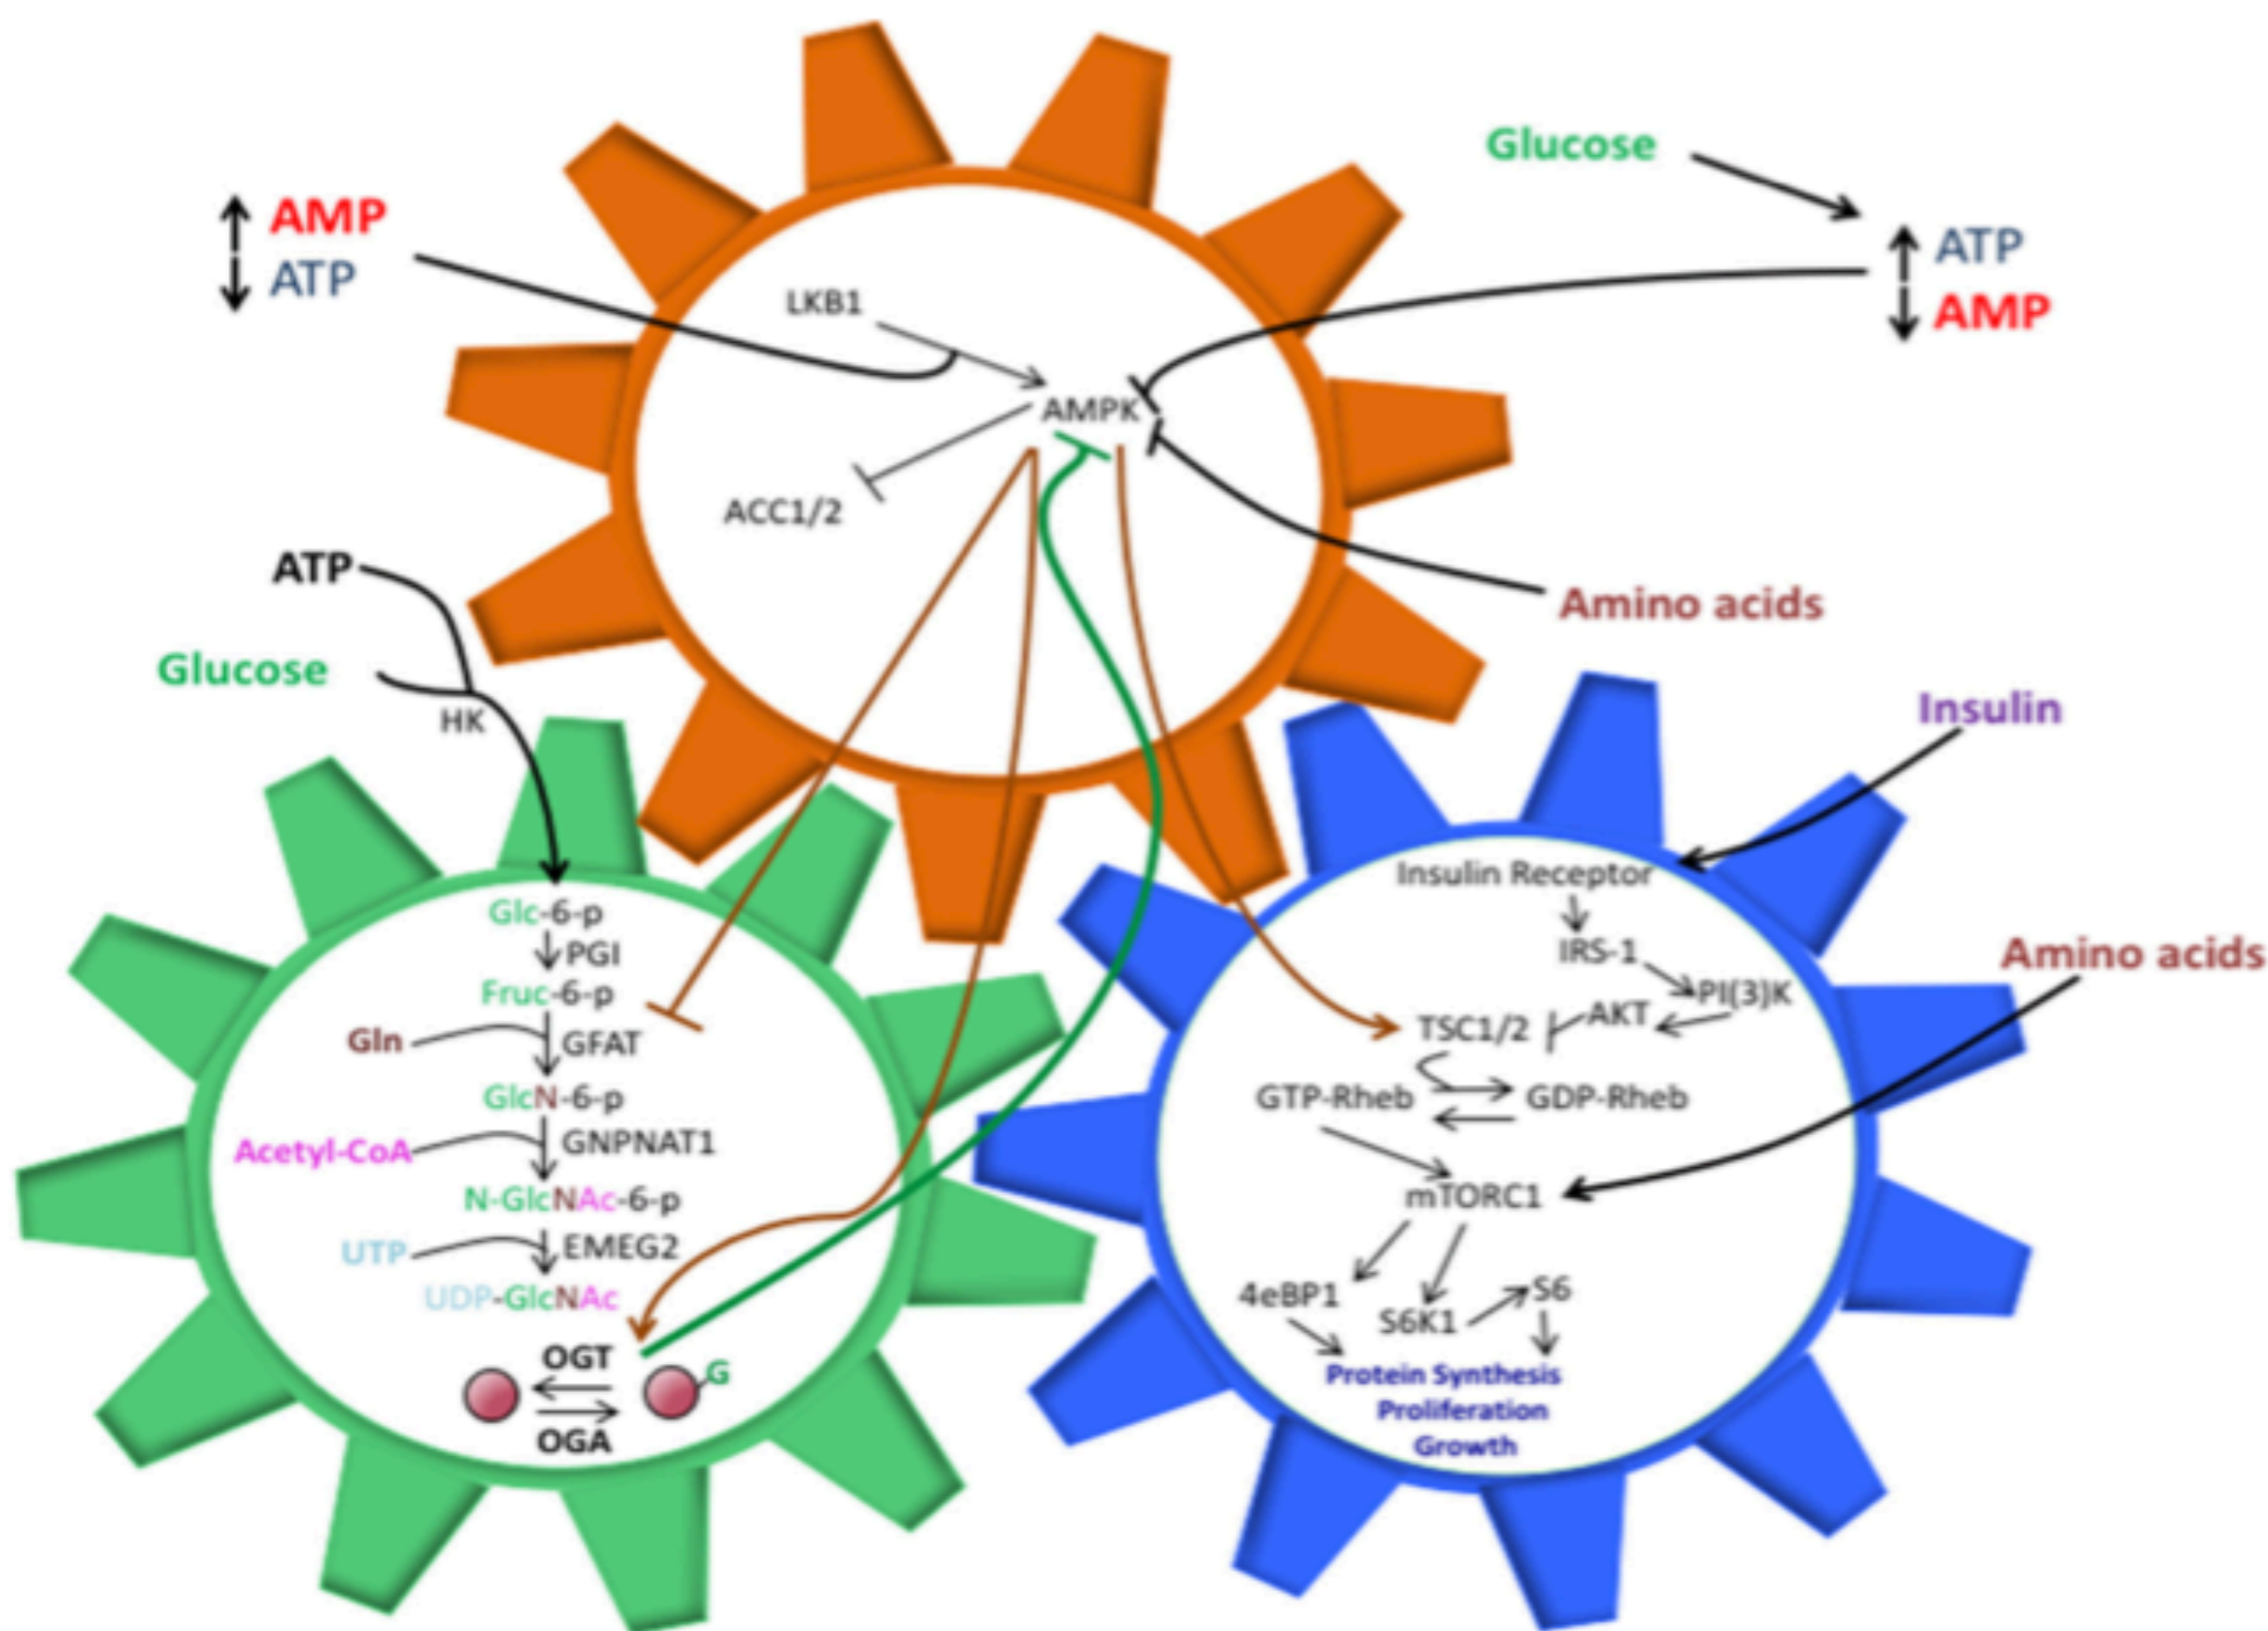 Glucose
AMP
ATP
ATP
AMP
LKB1
AMPK
ACC1/2
ATP
Amino acids
Glucose
HK
Insulin
Insulin Receptor
Glc-6-p
PGI
IRS-1
Amino acids
Fruc-6-p
PI(3)K
Gln
GFAT
TSC1/2
AKT
GlcN-6-p
GTP-Rheb
GDP-Rheb
Acetyl-CoA
GNPNAT1
N-GlcNAc-6-p
mTORC1
UTP
EMEG2
UDP-GlcNAc
4eBP1
S6K1
S6
OGT
G
OGA
Protein Synthesis
Proliferation
Growth